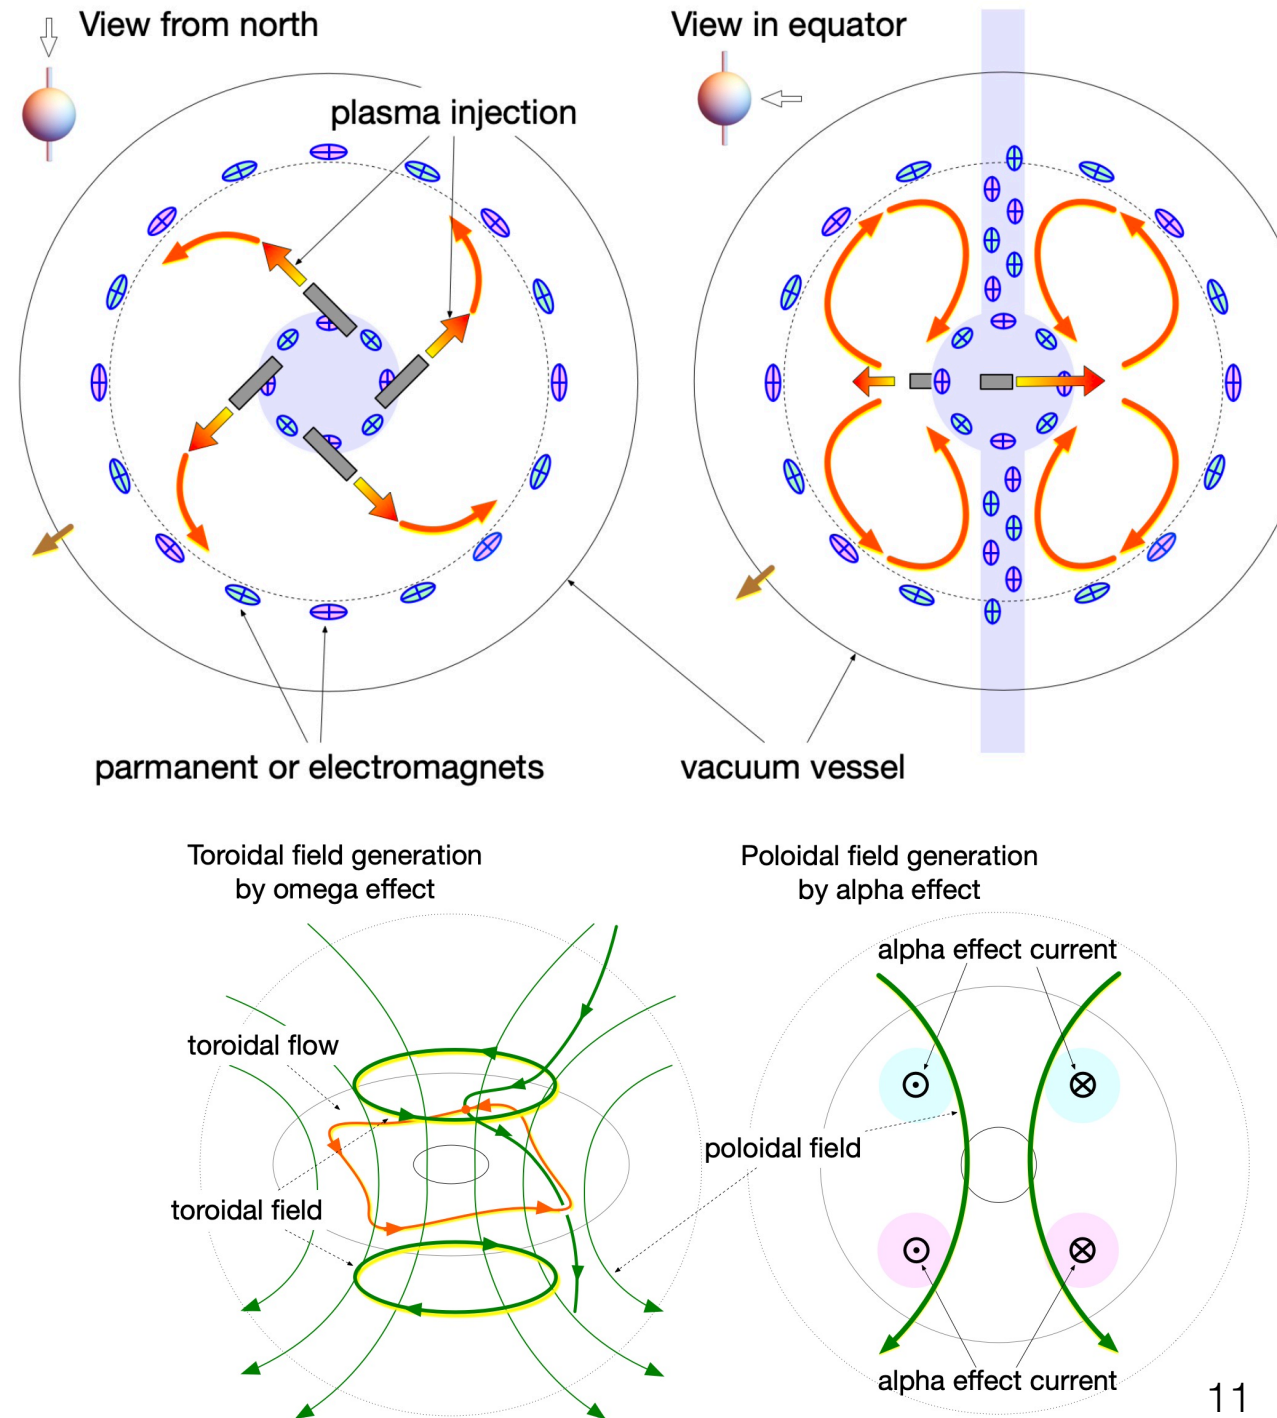 View from north
View in equator
plasma injection
parmanent or electromagnets
vacuum vessel
Toroidal field generation
by omega effect
Poloidal field generation
by alpha effect
alpha effect current
toroidal flow
poloidal field
toroidal field
alpha effect current
11